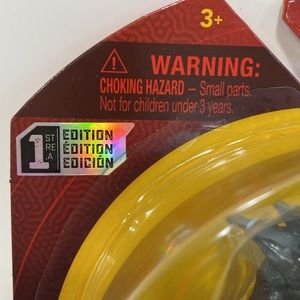 3+
WARNING:
CHOKING HAZARD – Small parts.
Not for children under 3 years.
1 ST RE .A
EDITION
ÉDITION
EDICIÓN